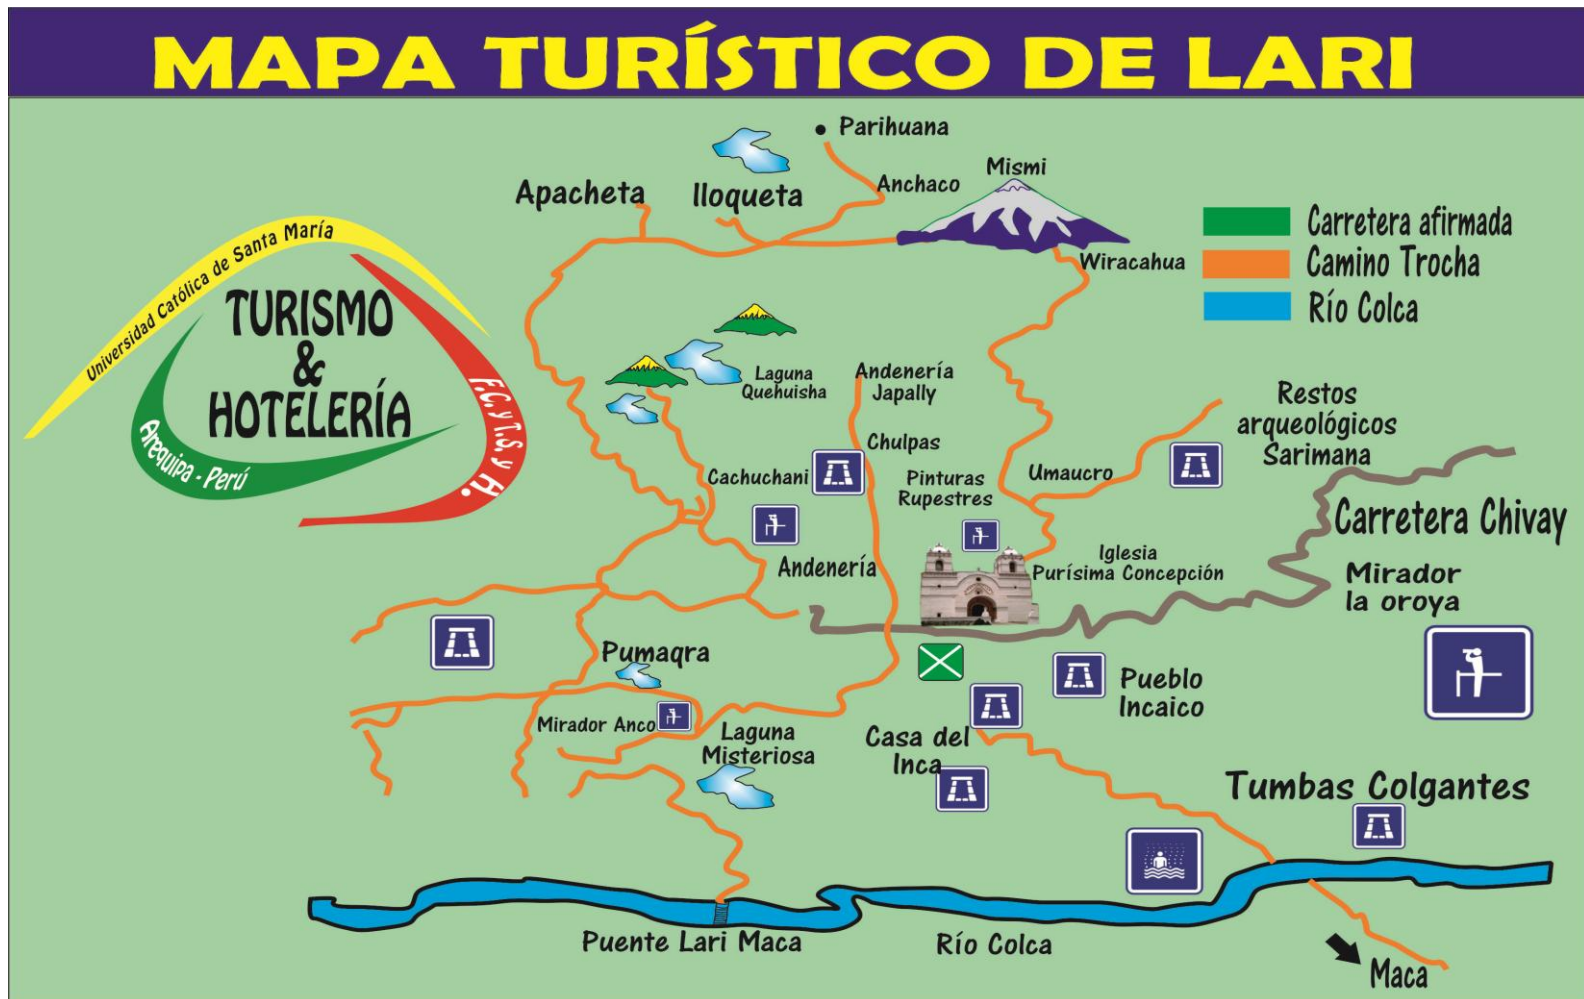 MAPA TURÍSTICO DE LARI
Parihuana
Mismi
Apacheta
Iloqueta
Anchaco
Wiracahua
Carretera afirmada
Camino Trocha
Río Colca
Universidad Católica de Santa María
TURISMO
&
HOTELERÍA
F.C. y T.S. y H.
Arequipa - Perú
Laguna
Quehuisha
Andenería
Japally
Chulpas
Cachuchani
Pinturas
Rupestres
Umaucro
Restos
arqueológicos
Sarimana
Carretera Chivay
Andenería
Iglesia
Purísima Concepción
Mirador
la oroya
Pumaqra
Mirador Anco
Laguna
Misteriosa
Casa del
Inca
Pueblo
Incaico
Tumbas Colgantes
Puente Lari Maca
Río Colca
Maca